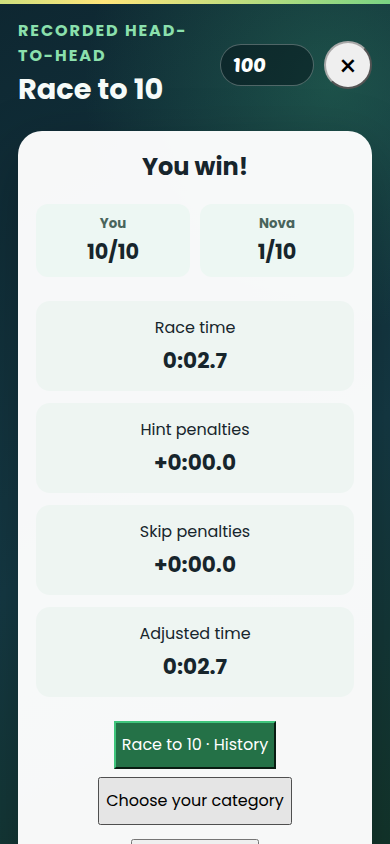 RECORDED HEAD-
TO-HEAD
Race to 10
100
×
You win!
You
10/10
Nova
1/10
Race time
0:02.7
Hint penalties
+0:00.0
Skip penalties
+0:00.0
Adjusted time
0:02.7
Race to 10 · History
Choose your category